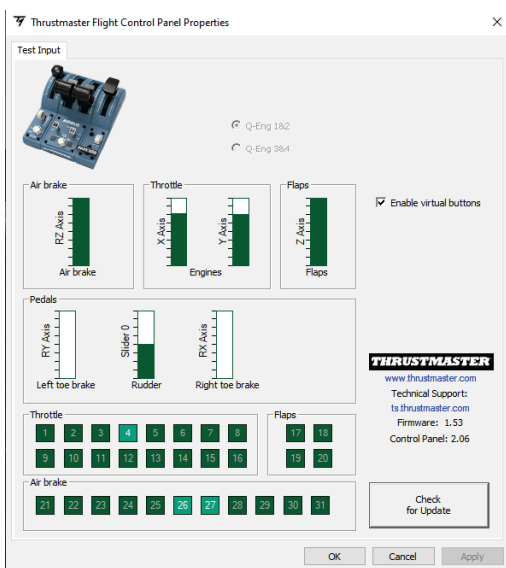 Thrustmaster Flight Control Panel Properties
Test Input
Q-Eng 1&2
Q-Eng 3&4
Air brake
Throttle
Flaps
RZ Axis
X Axis
Y Axis
Z Axis
Air brake
Engines
Flaps
Enable virtual buttons
Pedals
RY Axis
Slider 0
RX Axis
Left toe brake
Rudder
Right toe brake
THRUSTMASTER
www.thrustmaster.com
Technical Support:
ts.thrustmaster.com
Firmware: 1.53
Control Panel: 2.06
Throttle
1 2 3 4 5 6 7 8
9 10 11 12 13 14 15 16
Flaps
17 18
19 20
Air brake
21 22 23 24 25 26 27 28 29 30 31
Check
for Update
OK
Cancel
Apply